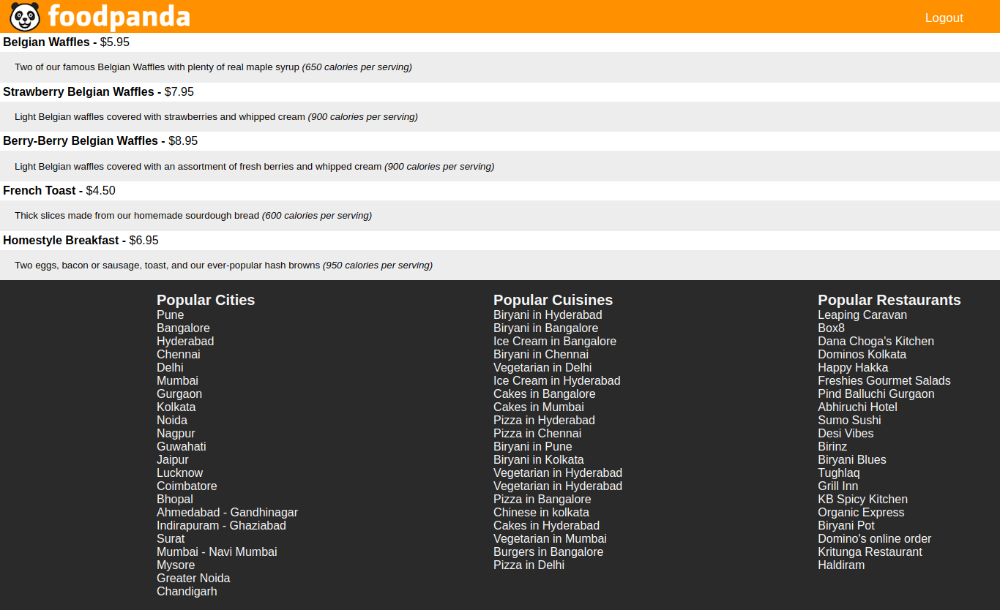 foodpanda
Logout
Belgian Waffles - $5.95
Two of our famous Belgian Waffles with plenty of real maple syrup (650 calories per serving)
Strawberry Belgian Waffles - $7.95
Light Belgian waffles covered with strawberries and whipped cream (900 calories per serving)
Berry-Berry Belgian Waffles - $8.95
Light Belgian waffles covered with an assortment of fresh berries and whipped cream (900 calories per serving)
French Toast - $4.50
Thick slices made from our homemade sourdough bread (600 calories per serving)
Homestyle Breakfast - $6.95
Two eggs, bacon or sausage, toast, and our ever-popular hash browns (950 calories per serving)
Popular Cities
Pune
Bangalore
Hyderabad
Chennai
Delhi
Mumbai
Gurgaon
Kolkata
Noida
Nagpur
Guwahati
Jaipur
Lucknow
Coimbatore
Bhopal
Ahmedabad - Gandhinagar
Indirapuram - Ghaziabad
Surat
Mumbai - Navi Mumbai
Mysore
Greater Noida
Chandigarh
Popular Cuisines
Biryani in Hyderabad
Biryani in Bangalore
Ice Cream in Bangalore
Biryani in Chennai
Vegetarian in Delhi
Ice Cream in Hyderabad
Cakes in Bangalore
Cakes in Mumbai
Pizza in Hyderabad
Pizza in Chennai
Biryani in Pune
Biryani in Kolkata
Vegetarian in Hyderabad
Vegetarian in Hyderabad
Pizza in Bangalore
Chinese in kolkata
Cakes in Hyderabad
Vegetarian in Mumbai
Burgers in Bangalore
Pizza in Delhi
Popular Restaurants
Leaping Caravan
Box8
Dana Choga's Kitchen
Dominos Kolkata
Happy Hakka
Freshies Gourmet Salads
Pind Balluchi Gurgaon
Abhiruchi Hotel
Sumo Sushi
Desi Vibes
Birinz
Biryani Blues
Tughlaq
Grill Inn
KB Spicy Kitchen
Organic Express
Biryani Pot
Domino's online order
Kritunga Restaurant
Haldiram